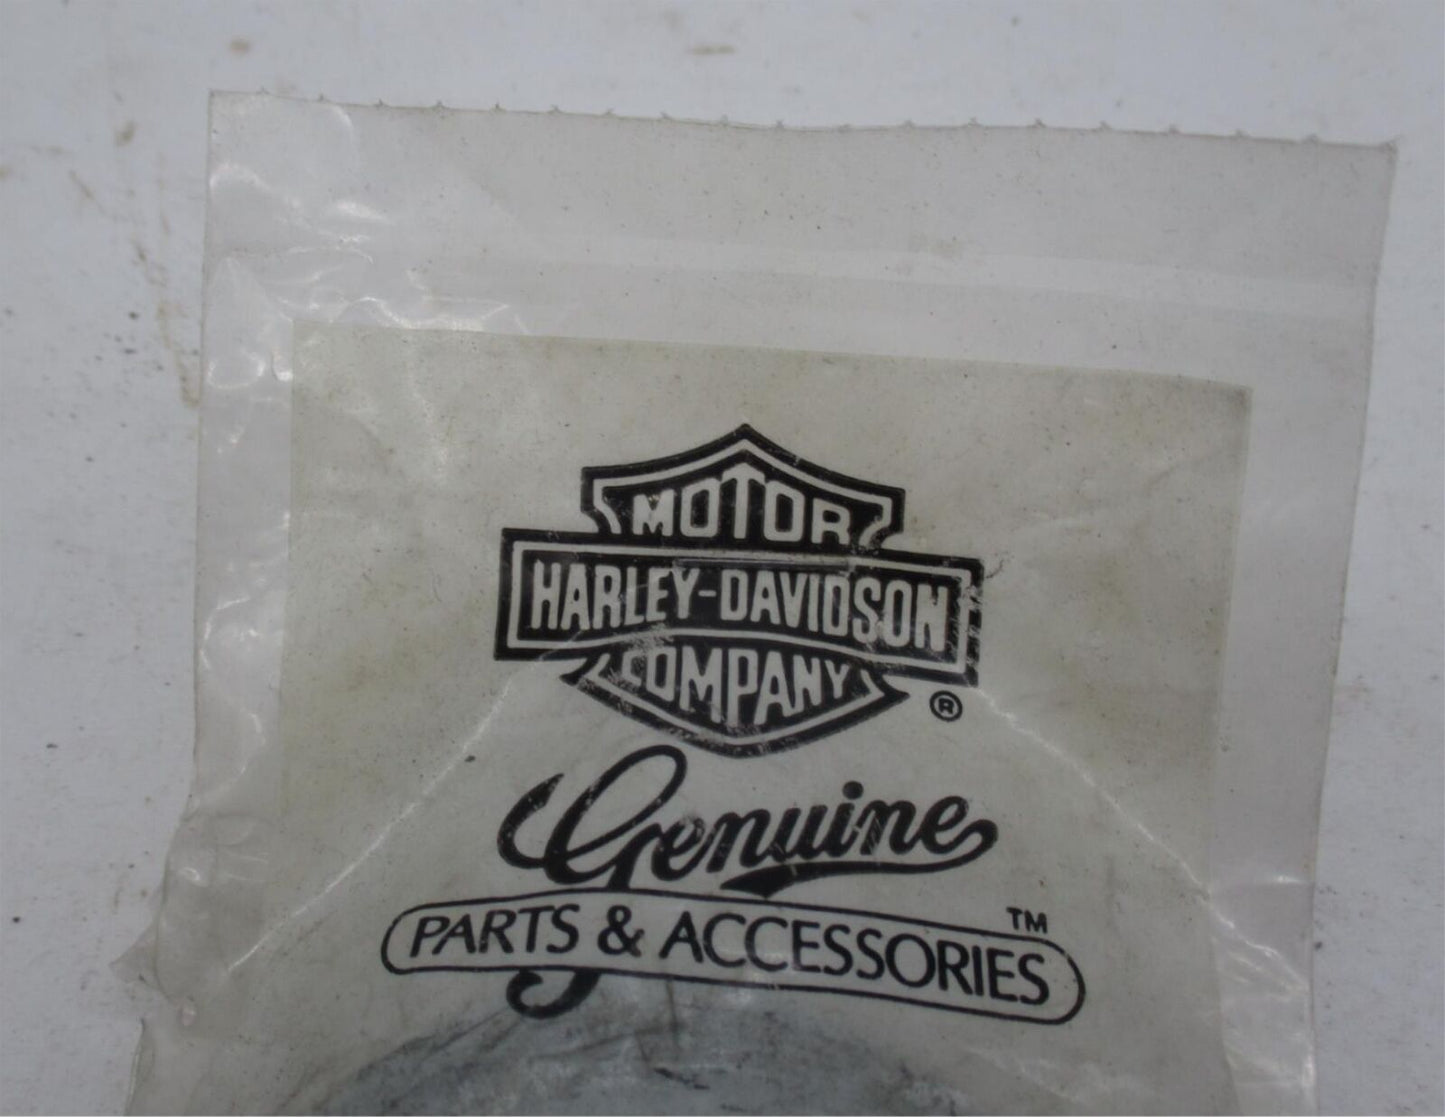 MOTOR
HARLEY-DAVIDSON
COMPANY
®
Genuine
PARTS & ACCESSORIES ™